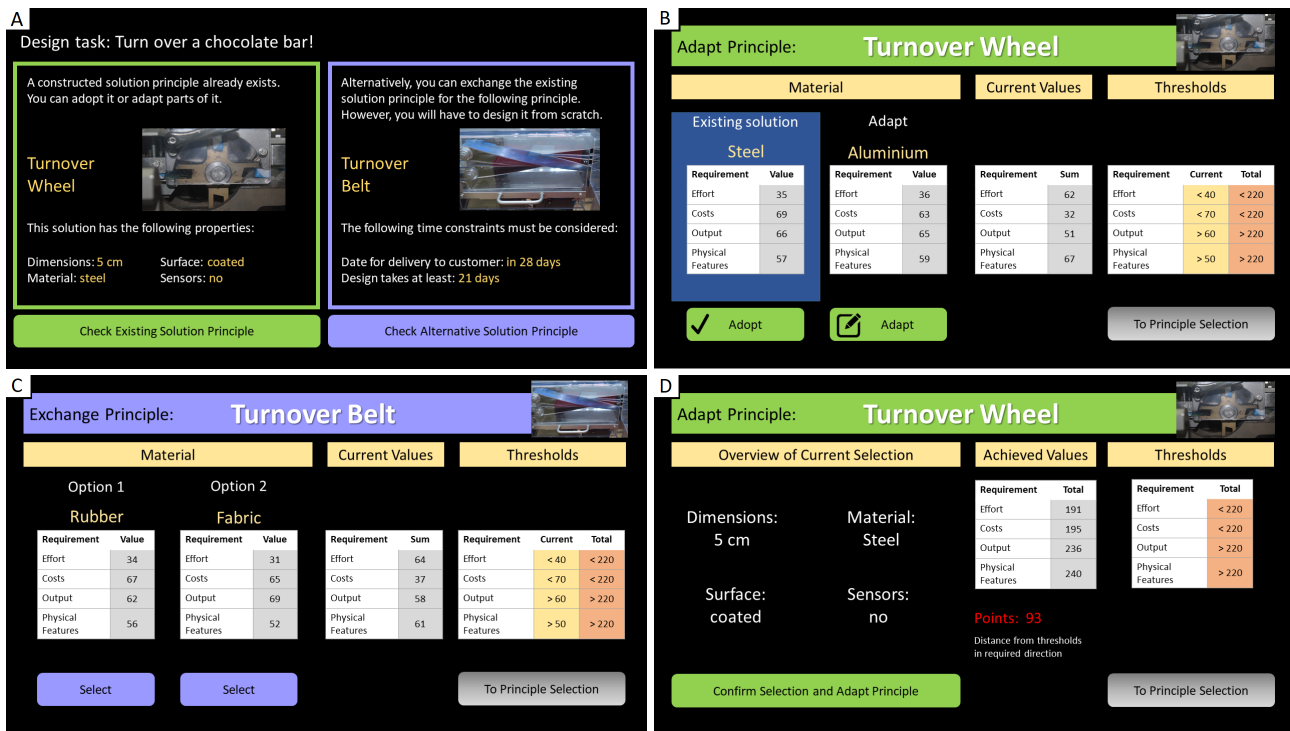 A
Design task: Turn over a chocolate bar!
A constructed solution principle already exists.
You can adopt it or adapt parts of it.
Turnover
Wheel
This solution has the following properties:
Dimensions: 5 cm Surface: coated
Material: steel Sensors: no
Check Existing Solution Principle
Alternatively, you can exchange the existing
solution principle for the following principle.
However, you will have to design it from scratch.
Turnover
Belt
The following time constraints must be considered:
Date for delivery to customer: in 28 days
Design takes at least: 21 days
Check Alternative Solution Principle
B
Adapt Principle: Turnover Wheel
Material Current Values Thresholds
Existing solution
Steel
Requirement Value
Effort 35
Costs 69
Output 66
Physical
Features 57
Adopt
Adapt
Aluminium
Requirement Value
Effort 36
Costs 63
Output 65
Physical
Features 59
Adapt
Requirement Sum
Effort 62
Costs 32
Output 51
Physical
Features 67
Requirement Current Total
Effort < 40 < 220
Costs < 70 < 220
Output > 60 > 220
Physical
Features > 50 > 220
To Principle Selection
C
Exchange Principle: Turnover Belt
Material Current Values Thresholds
Option 1
Rubber
Requirement Value
Effort 34
Costs 67
Output 62
Physical
Features 56
Select
Option 2
Fabric
Requirement Value
Effort 31
Costs 65
Output 69
Physical
Features 52
Select
Requirement Sum
Effort 64
Costs 37
Output 58
Physical
Features 61
Requirement Current Total
Effort < 40 < 220
Costs < 70 < 220
Output > 60 > 220
Physical
Features > 50 > 220
To Principle Selection
D
Adapt Principle: Turnover Wheel
Overview of Current Selection Achieved Values Thresholds
Dimensions:
5 cm
Material:
Steel
Surface:
coated
Sensors:
no
Confirm Selection and Adapt Principle
Requirement Total
Effort 191
Costs 195
Output 236
Physical
Features 240
Points: 93
Distance from thresholds
in required direction
Requirement Total
Effort < 220
Costs < 220
Output > 220
Physical
Features > 220
To Principle Selection